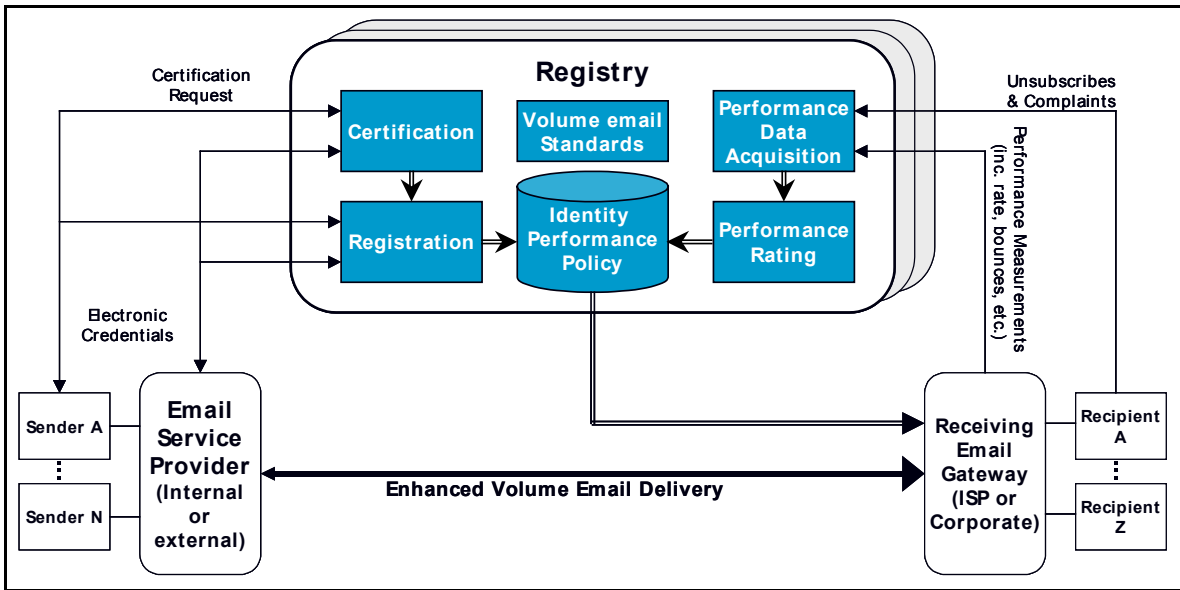 Registry
Certification
Request
Unsubscribes
& Complaints
Certification
Volume email
Standards
Performance
Data
Acquisition
Performance Measurements
(inc. rate, bounces, etc.)
Registration
Identity
Performance
Policy
Performance
Rating
Electronic
Credentials
Sender A
Sender N
Email
Service
Provider
(Internal
or
external)
Enhanced Volume Email Delivery
Receiving
Email
Gateway
(ISP or
Corporate)
Recipient
A
Recipient
Z